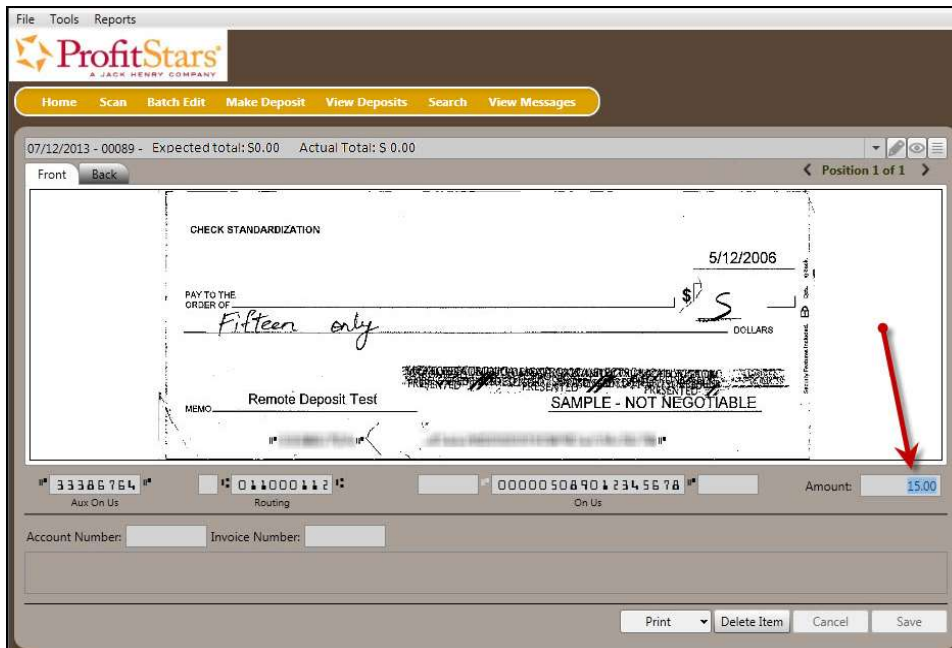 File Tools Reports
ProfitStars
A JACK HENRY COMPANY
Home Scan Batch Edit Make Deposit View Deposits Search View Messages
07/12/2013 - 00089 - Expected total: $0.00 Actual Total: $ 0.00
Front Back Position 1 of 1
CHECK STANDARDIZATION
5/12/2006
PAY TO THE
ORDER OF
$
Fifteen only
DOLLARS
Security Features Included.
MEMO Remote Deposit Test SAMPLE - NOT NEGOTIABLE
33386764 011000112 000005089012345678 Amount: 15.00
Aux On Us Routing On Us
Account Number: Invoice Number:
Print Delete Item Cancel Save